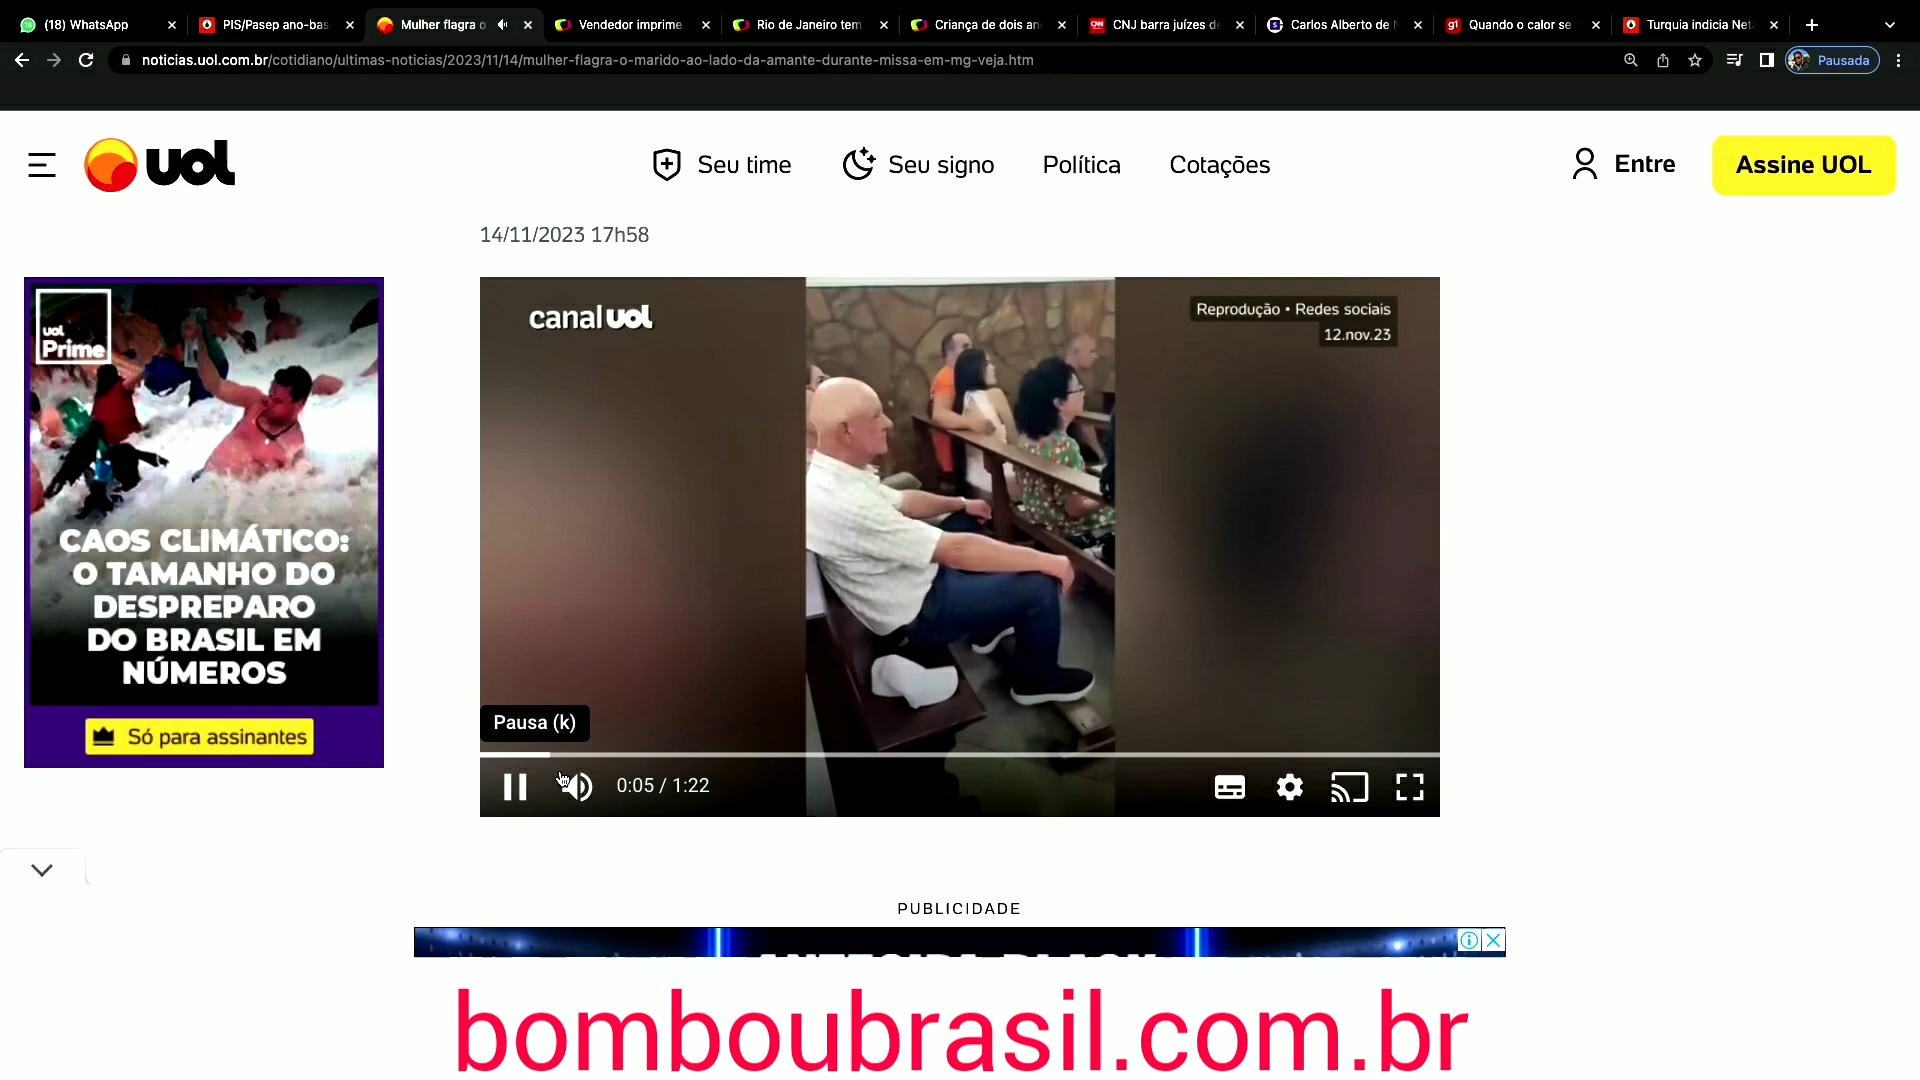 (18) WhatsApp
PIS/Pasep ano-bas
Mulher flagra o
Vendedor imprime
Rio de Janeiro tem
Criança de dois an
CNJ barra juízes d
Carlos Alberto de N
Quando o calor se
Turquia indicia Net
noticias.uol.com.br/cotidiano/ultimas-noticias/2023/11/14/mulher-flagra-o-marido-ao-lado-da-amante-durante-missa-em-mg-veja.htm
Pausada
uol
Seu time
Seu signo
Política
Cotações
Entre
Assine UOL
14/11/2023 17h58
uol
Prime
CAOS CLIMÁTICO:
O TAMANHO DO
DESPREPARO
DO BRASIL EM
NÚMEROS
Só para assinantes
canal uol
Reprodução • Redes sociais
12.nov.23
Pausa (k)
0:05 / 1:22
PUBLICIDADE
bomboubrasil.com.br